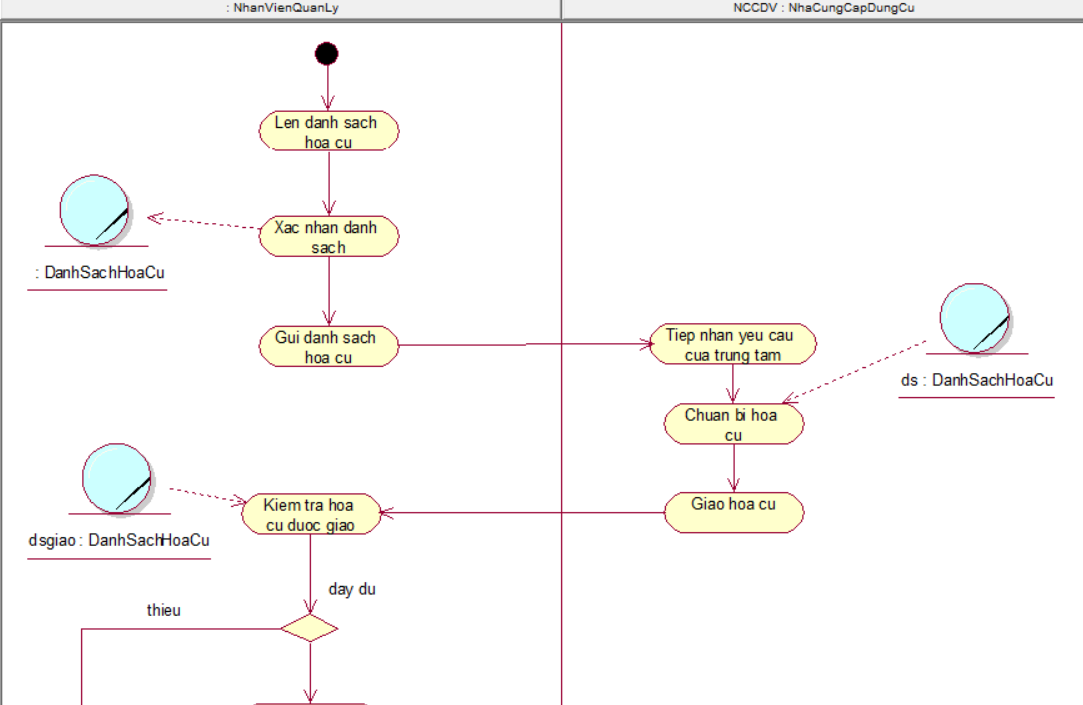 : NhanVienQuanLy
NCCDV : NhaCungCapDungCu
Len danh sach
hoa cu
Xac nhan danh
sach
: DanhSachHoaCu
Gui danh sach
hoa cu
Tiep nhan yeu cau
cua trung tam
ds : DanhSachHoaCu
Chuan bi hoa
cu
Giao hoa cu
Kiem tra hoa
cu duoc giao
dsgiao : DanhSachHoaCu
day du
thieu